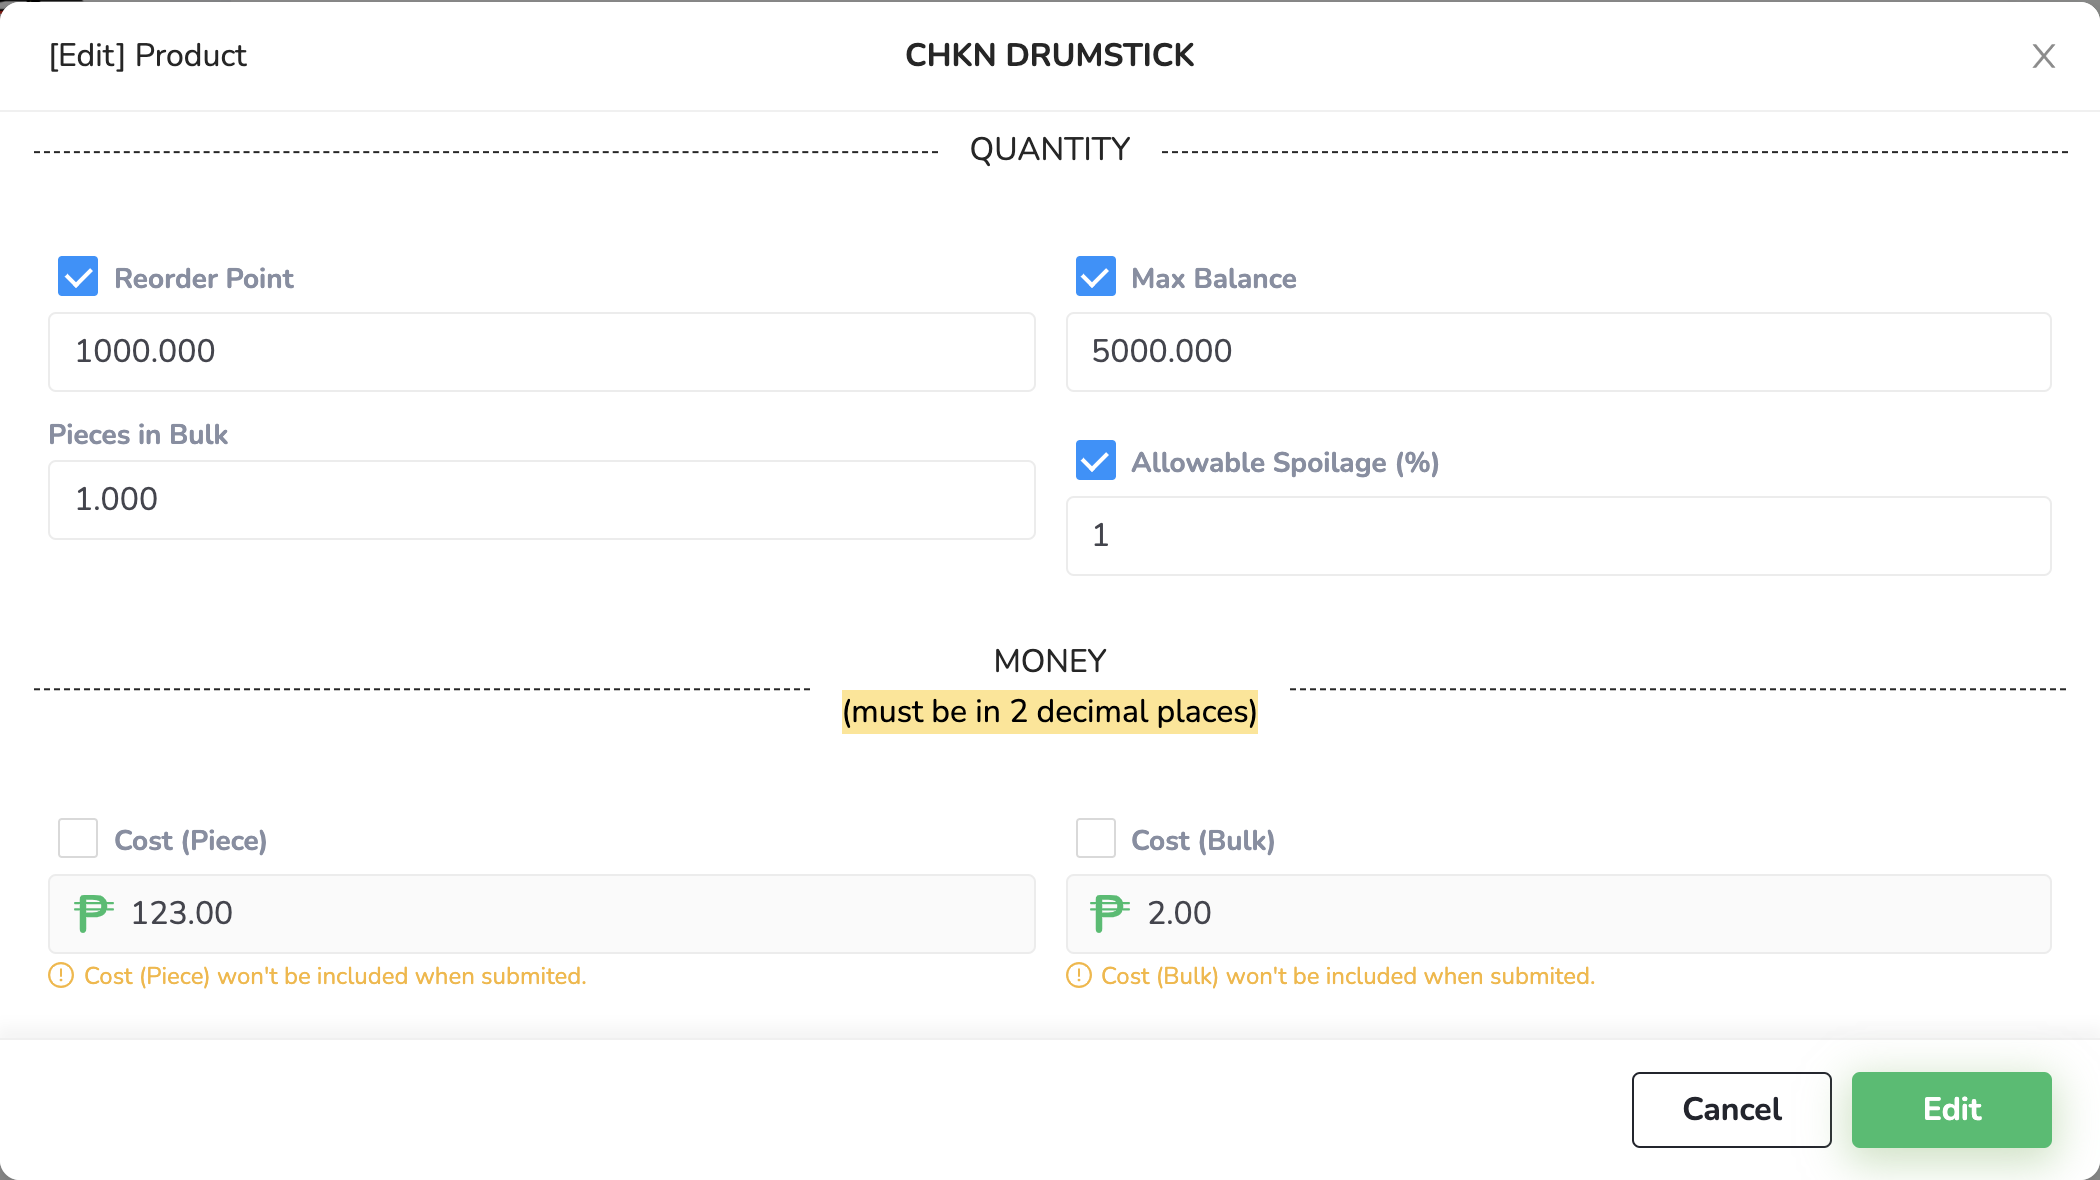 [Edit] Product
CHKN DRUMSTICK
X
QUANTITY
Reorder Point
Max Balance
1000.000
5000.000
Pieces in Bulk
Allowable Spoilage (%)
1.000
1
MONEY
(must be in 2 decimal places)
Cost (Piece)
Cost (Bulk)
₱ 123.00
₱ 2.00
Cost (Piece) won't be included when submited.
Cost (Bulk) won't be included when submited.
Cancel
Edit